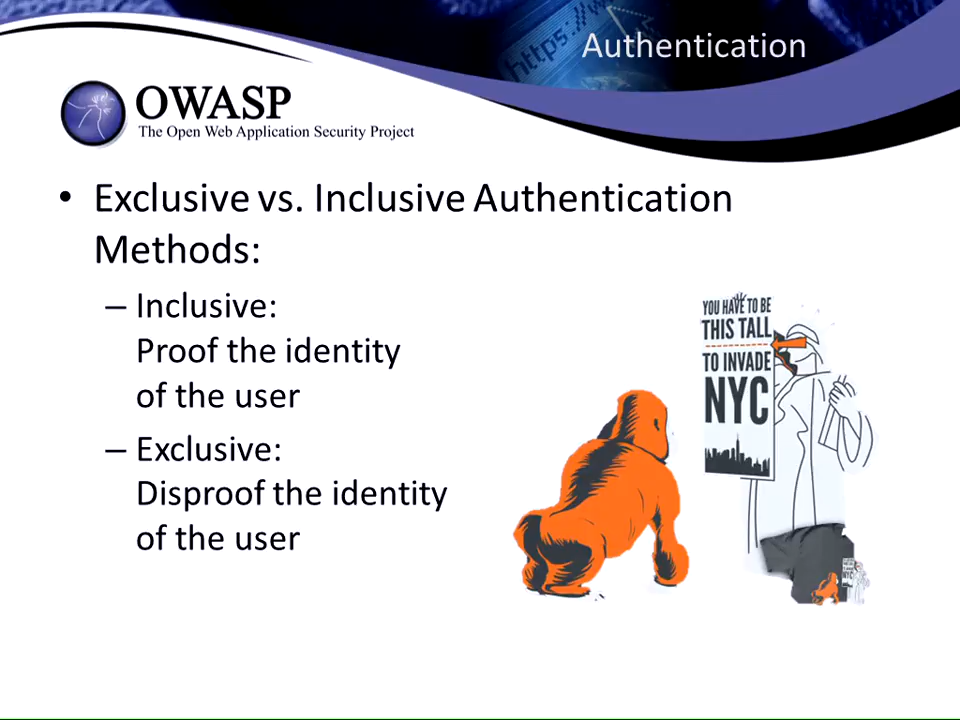 https://w
Authentication
OWASP
The Open Web Application Security Project
• Exclusive vs. Inclusive Authentication
Methods:
– Inclusive:
Proof the identity
of the user
– Exclusive:
Disproof the identity
of the user
YOU HAVE TO BE
THIS TALL
TO INVADE
NYC